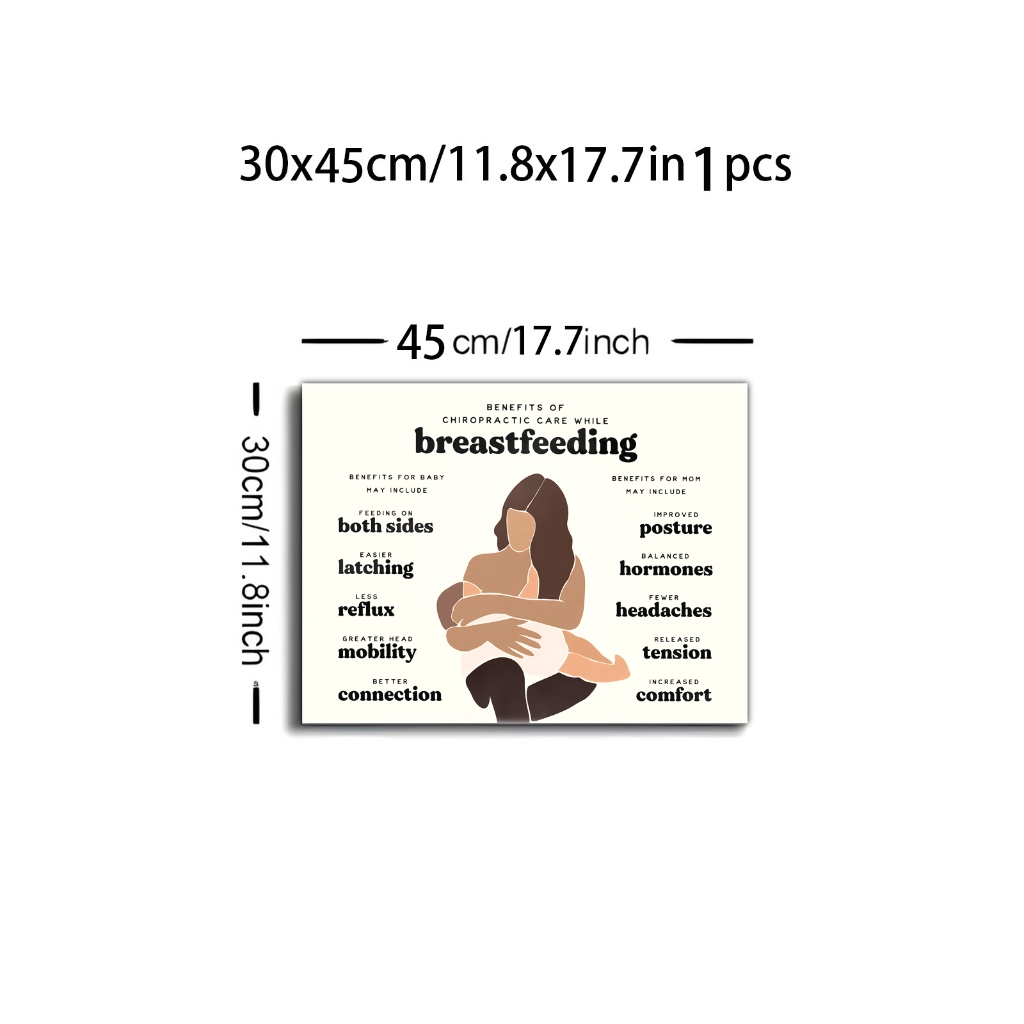 30x45cm/11.8x17.7in 1 pcs
45 cm/17.7inch
30cm/11.8inch
BENEFITS OF
CHIROPRACTIC CARE WHILE
breastfeeding
BENEFITS FOR BABY
MAY INCLUDE
FEEDING ON
both sides
EASIER
latching
LESS
reflux
GREATER HEAD
mobility
BETTER
connection
BENEFITS FOR MOM
MAY INCLUDE
IMPROVED
posture
BALANCED
hormones
FEWER
headaches
RELEASED
tension
INCREASED
comfort